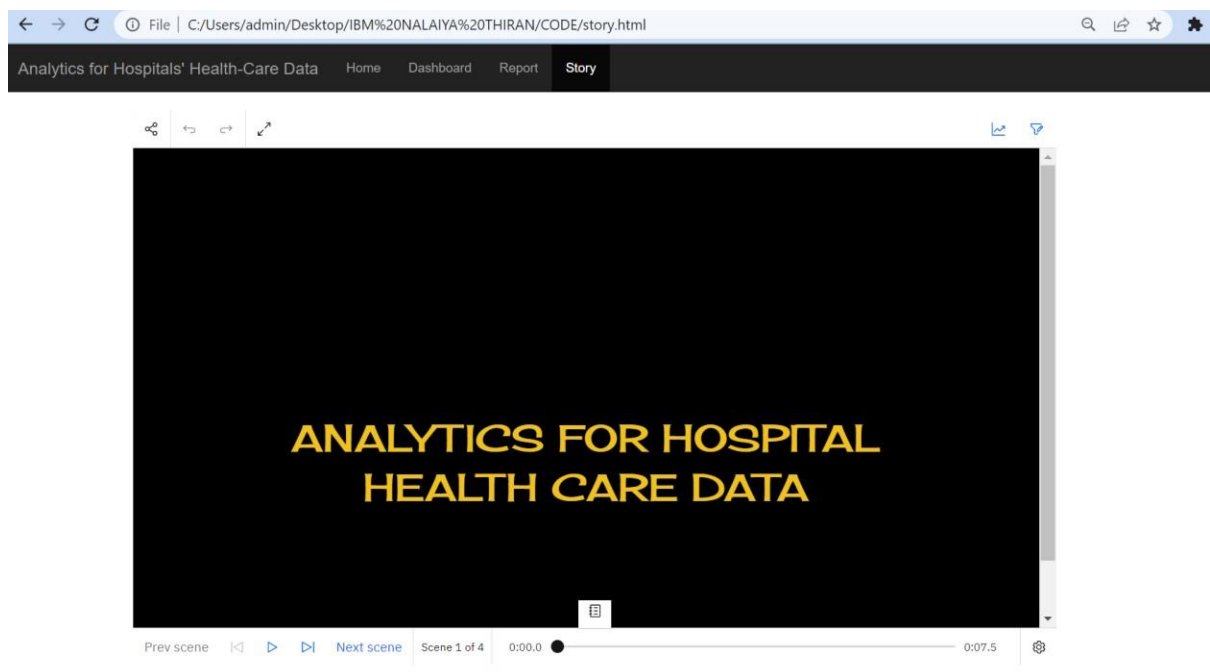 File | C:/Users/admin/Desktop/IBM%20NALAIYA%20THIRAN/CODE/story.html
Analytics for Hospitals' Health-Care Data Home Dashboard Report Story
ANALYTICS FOR HOSPITAL
HEALTH CARE DATA
Prev scene Next scene Scene 1 of 4 0:00.0 0:07.5